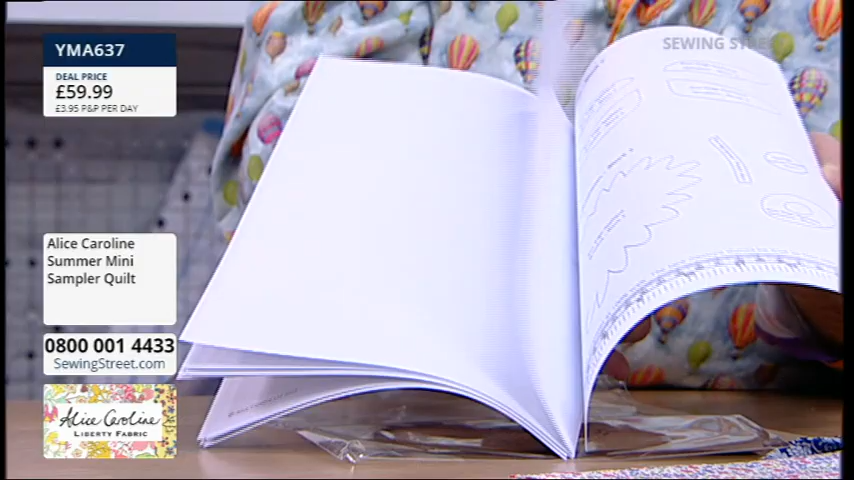 YMA637
DEAL PRICE
£59.99
£3.95 P&P PER DAY
SEWING STREET
Alice Caroline
Summer Mini
Sampler Quilt
0800 001 4433
SewingStreet.com
Alice Caroline
LIBERTY FABRIC